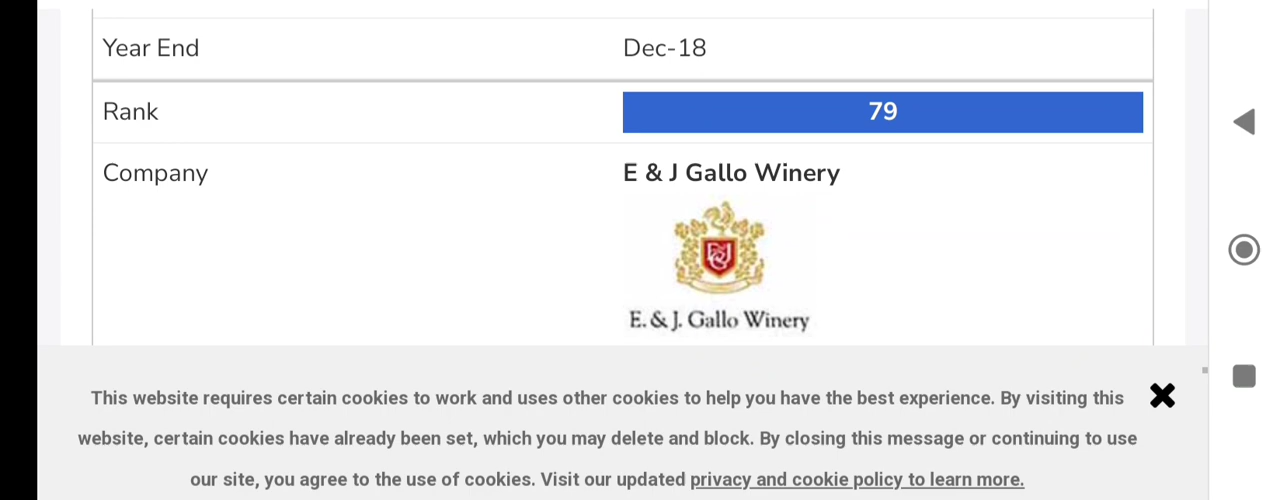 Year End Dec-18
Rank 79
Company E & J Gallo Winery
E. & J. Gallo Winery
This website requires certain cookies to work and uses other cookies to help you have the best experience. By visiting this
website, certain cookies have already been set, which you may delete and block. By closing this message or continuing to use
our site, you agree to the use of cookies. Visit our updated privacy and cookie policy to learn more.